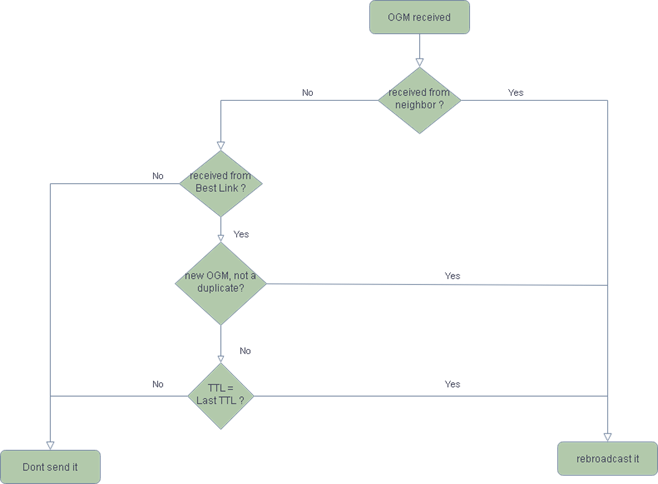 OGM received
received from
neighbor ?
No
Yes
received from
Best Link ?
No
Yes
new OGM, not a
duplicate?
Yes
No
TTL =
Last TTL ?
No
Yes
Dont send it
rebroadcast it